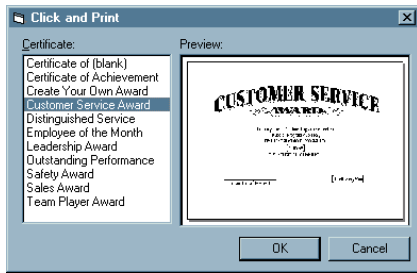 Click and Print
Certificate:
Preview:
Certificate of (blank)
Certificate of Achievement
Create Your Own Award
Customer Service Award
Distinguished Service
Employee of the Month
Leadership Award
Outstanding Performance
Safety Award
Sales Award
Team Player Award
CUSTOMER SERVICE
AWARD
OK
Cancel